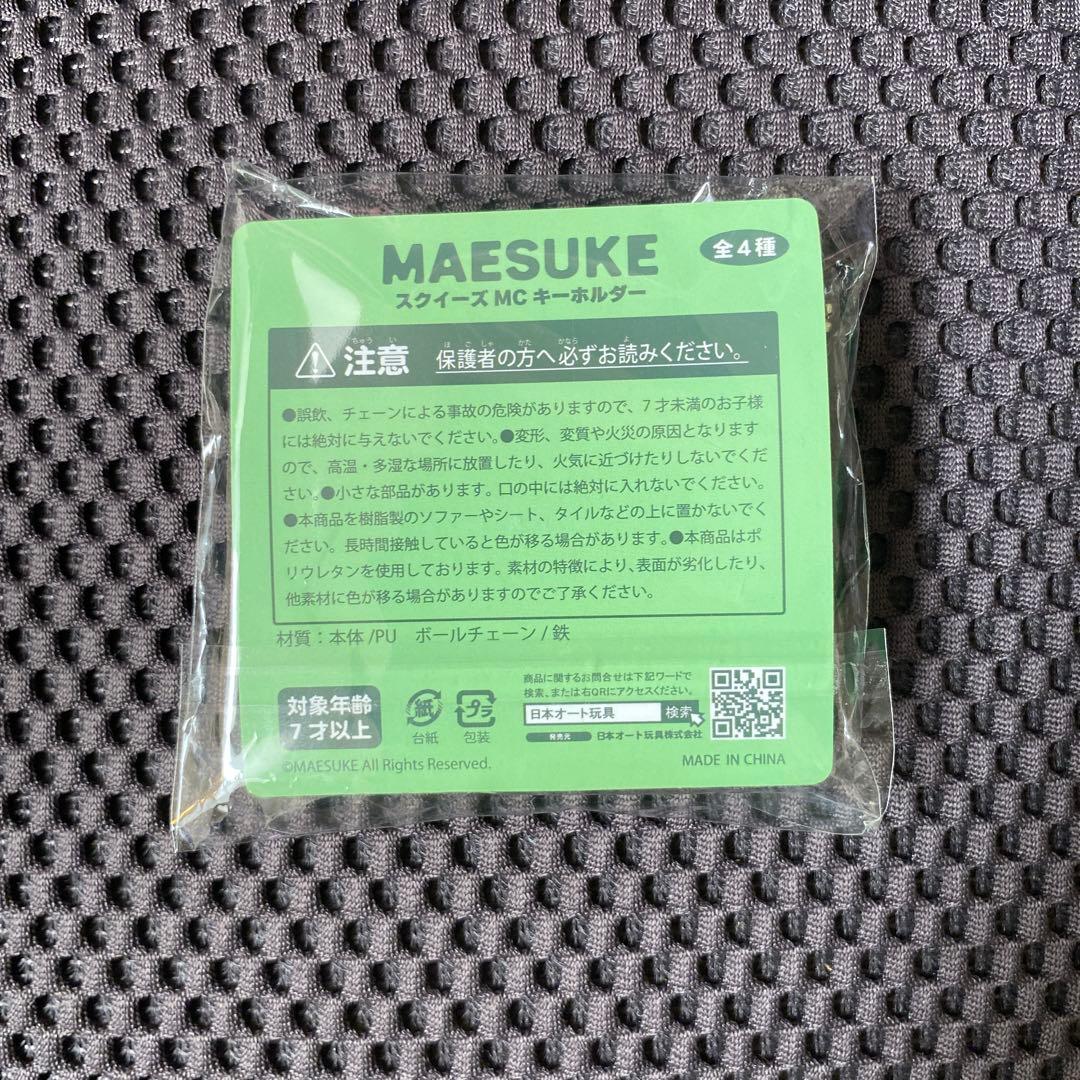 MAESUKE
全4種
スクイーズMCキーホルダー
ちゅう い
注意
ほごしゃ かた かなら よ
保護者の方へ必ずお読みください。
●誤飲、チェーンによる事故の危険がありますので、7才未満のお子様
には絶対に与えないでください。●変形、変質や火災の原因となります
ので、高温・多湿な場所に放置したり、火気に近づけたりしないでくだ
さい。●小さな部品があります。口の中には絶対に入れないでください。
●本商品を樹脂製のソファーやシート、タイルなどの上に置かないでく
ださい。長時間接触していると色が移る場合があります。●本商品はポ
リウレタンを使用しております。素材の特徴により、表面が劣化したり、
他素材に色が移る場合がありますのでご了承ください。
材質：本体/PU ボールチェーン/鉄
対象年齢
7才以上
紙
台紙
プラ
包装
商品に関するお問合せは下記ワードで
検索、または右QRにアクセスください。
日本オート玩具 検索
発売元 日本オート玩具株式会社
©MAESUKE All Rights Reserved.
MADE IN CHINA